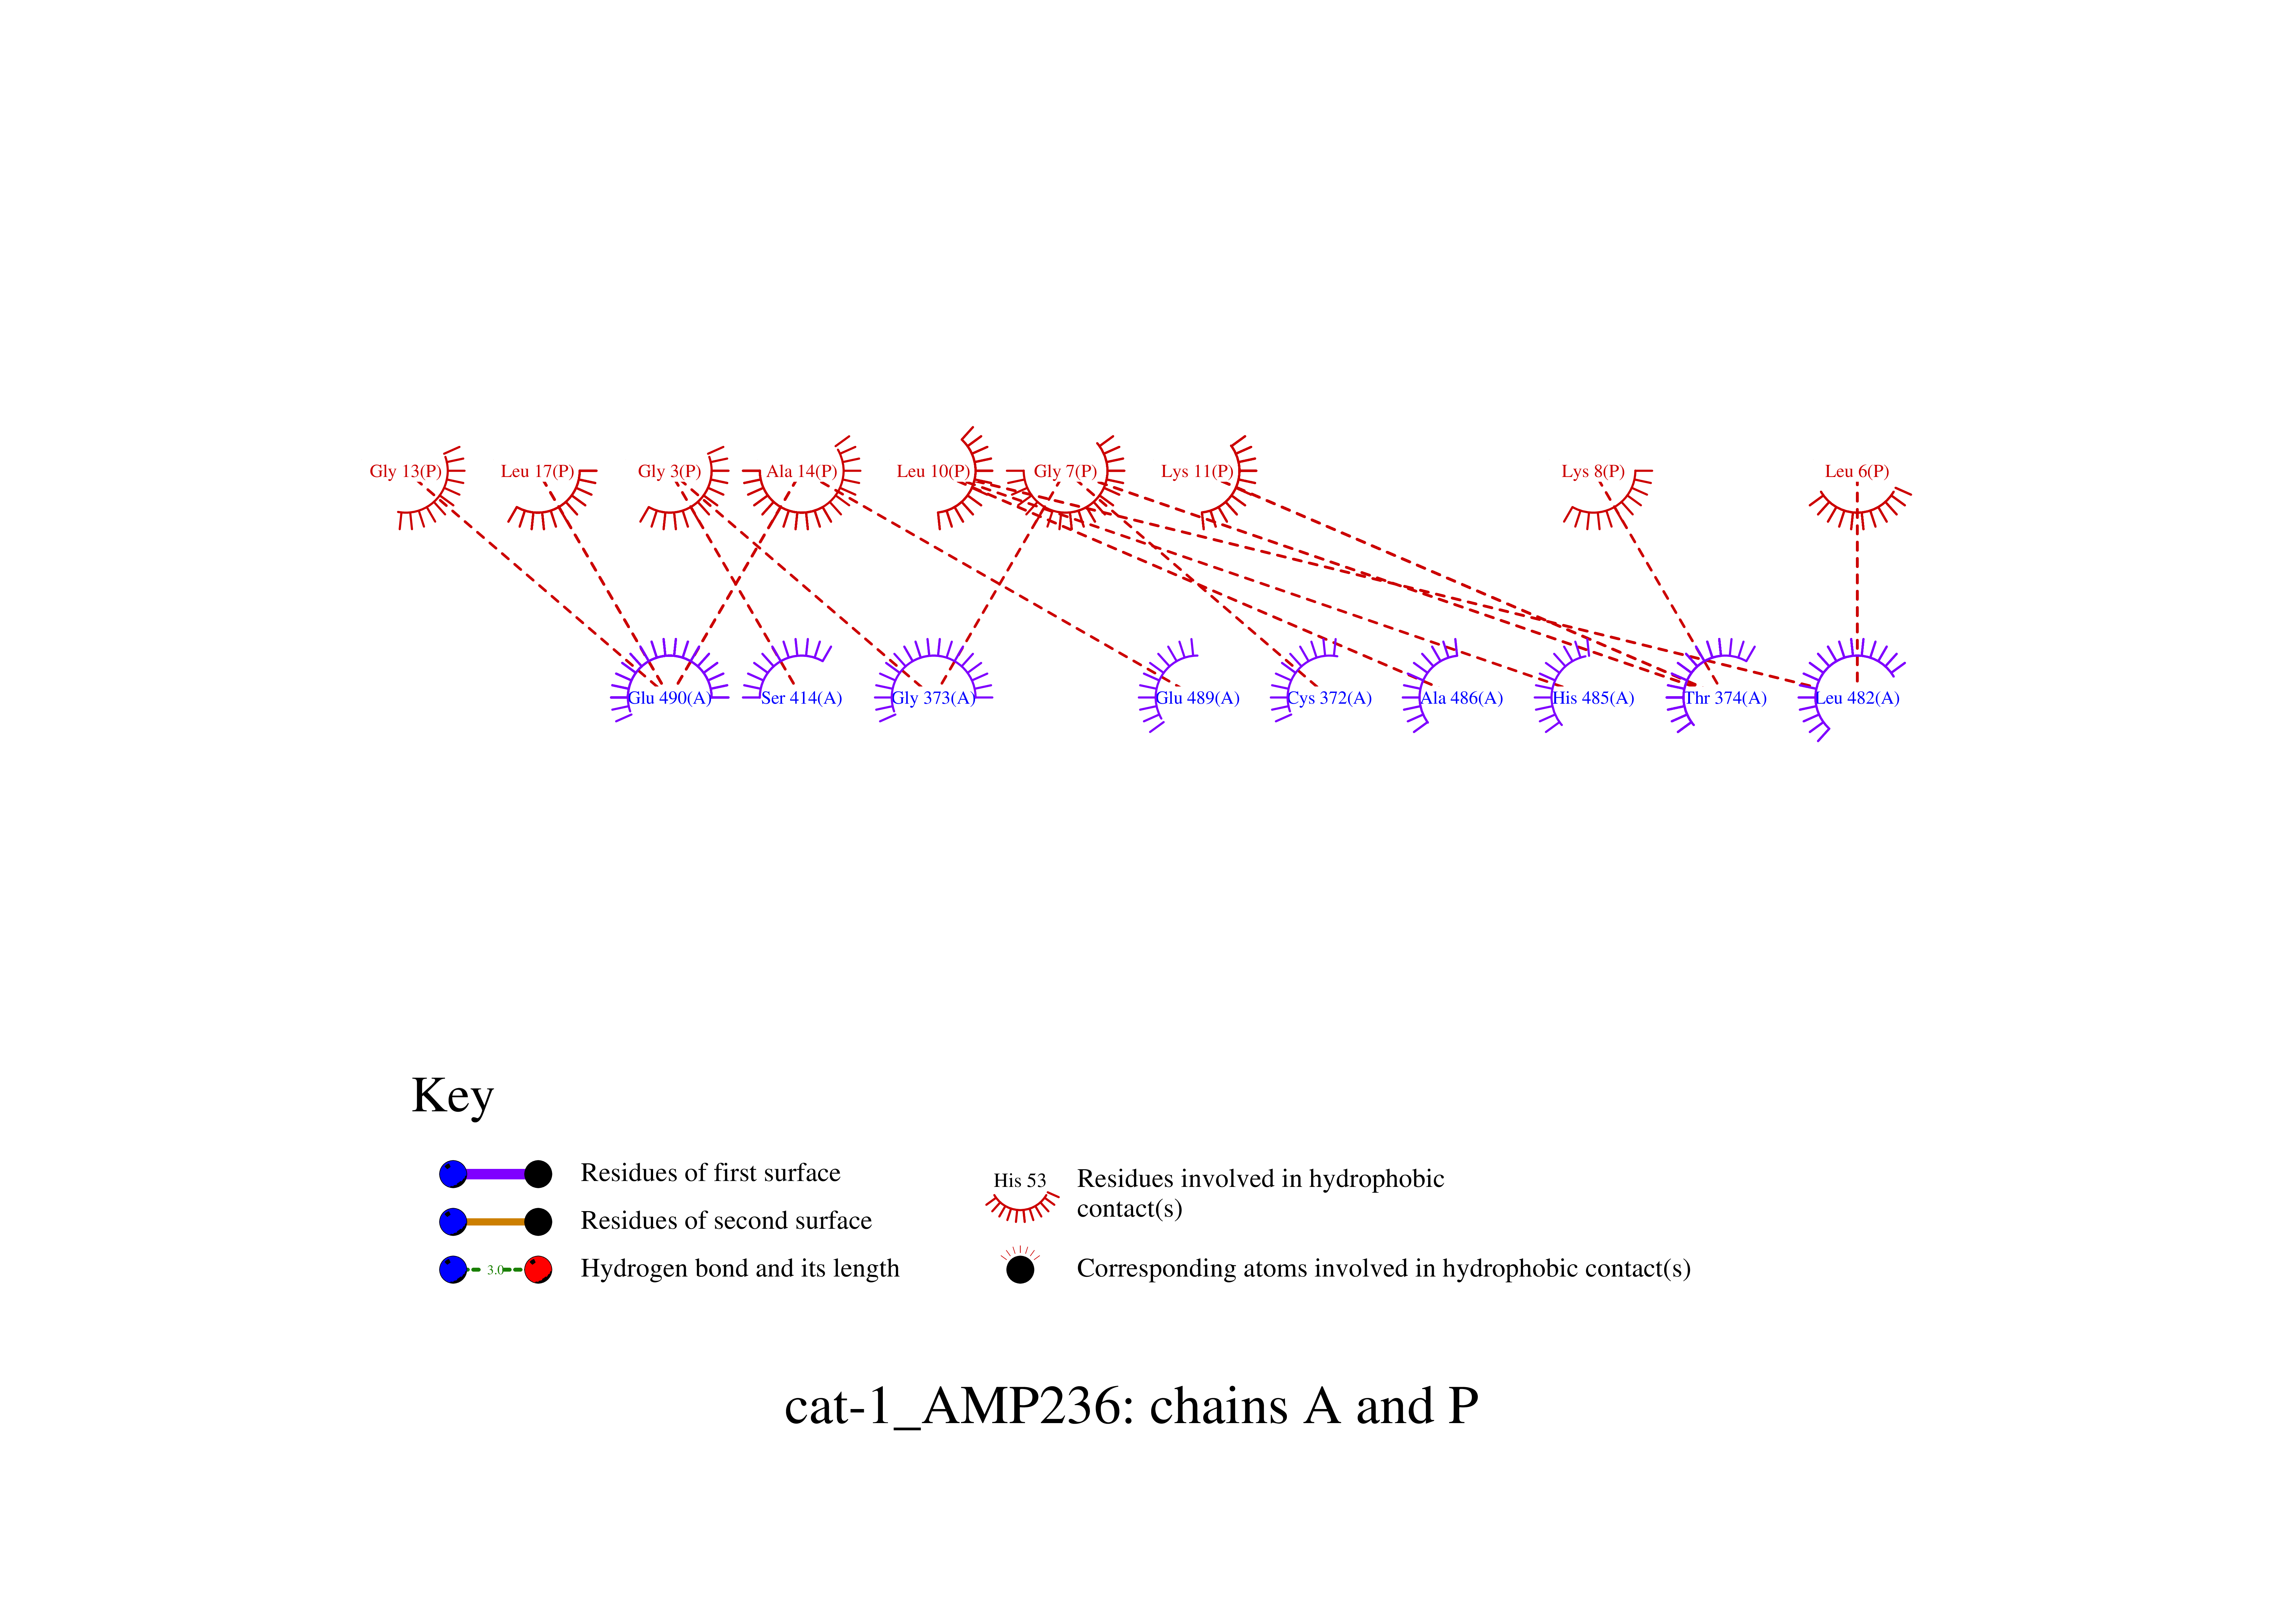 Gly 13(P) Leu 17(P) Gly 3(P) Ala 14(P) Leu 10(P) Gly 7(P) Lys 11(P) Lys 8(P) Leu 6(P)
Glu 490(A) Ser 414(A) Gly 373(A) Glu 489(A) Cys 372(A) Ala 486(A) His 485(A) Thr 374(A) Leu 482(A)
Key
Residues of first surface
Residues of second surface
3.0 Hydrogen bond and its length
His 53 Residues involved in hydrophobic
contact(s)
Corresponding atoms involved in hydrophobic contact(s)
cat-1_AMP236: chains A and P